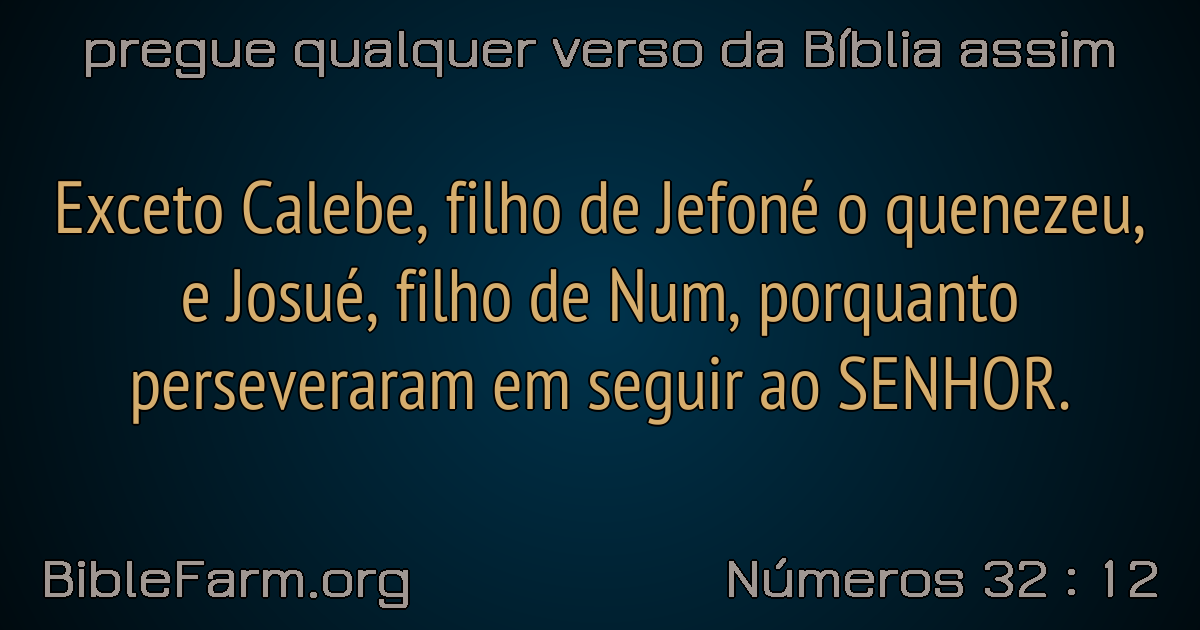 pregue qualquer verso da Bíblia assim
Exceto Calebe, filho de Jefoné o quenezeu,
e Josué, filho de Num, porquanto
perseveraram em seguir ao SENHOR.
BibleFarm.org
Números 32 : 12